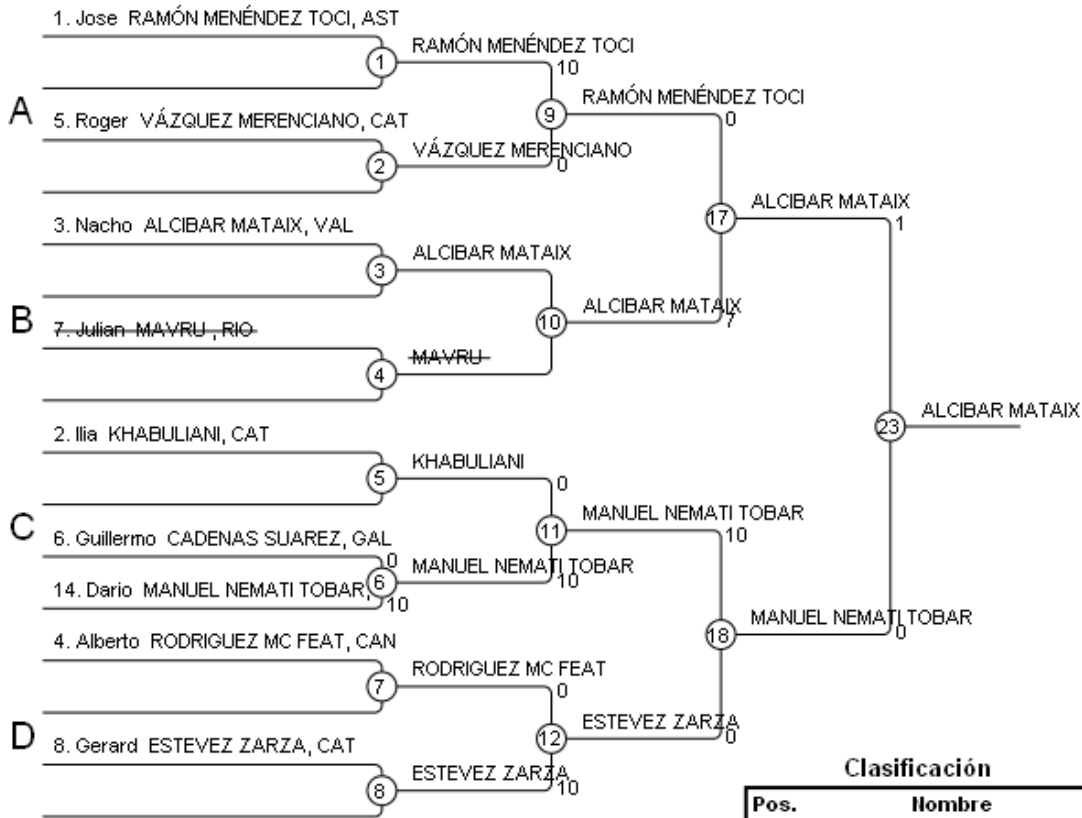 1. Jose RAMÓN MENÉNDEZ TOCI, AST
RAMÓN MENÉNDEZ TOCI
1
10
RAMÓN MENÉNDEZ TOCI
A
9
0
5. Roger VÁZQUEZ MERENCIANO, CAT
VÁZQUEZ MERENCIANO
2
0
ALCIBAR MATAIX
3. Nacho ALCIBAR MATAIX, VAL
17
1
ALCIBAR MATAIX
3
ALCIBAR MATAIX
B
10
7
7. Julian MAVRU , RIO
MAVRU
4
ALCIBAR MATAIX
2. Ilia KHABULIANI, CAT
23
KHABULIANI
5
0
MANUEL NEMATI TOBAR
C
11
10
6. Guillermo CADENAS SUAREZ, GAL
0
MANUEL NEMATI TOBAR
6
10
14. Dario MANUEL NEMATI TOBAR,
10
MANUEL NEMATI TOBAR
18
0
4. Alberto RODRIGUEZ MC FEAT, CAN
RODRIGUEZ MC FEAT
7
0
ESTEVEZ ZARZA
D
12
0
8. Gerard ESTEVEZ ZARZA, CAT
ESTEVEZ ZARZA
8
10
Clasificación
Pos. Nombre